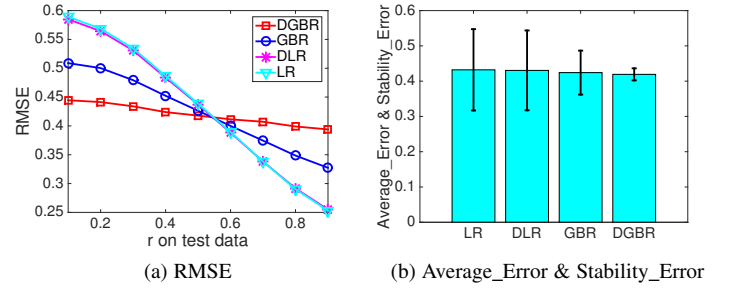 0.6
0.55
0.5
0.45
0.4
0.35
0.3
0.25
RMSE
0.2 0.4 0.6 0.8
r on test data
DGBR
GBR
DLR
LR
(a) RMSE
0.6
0.5
0.4
0.3
0.2
0.1
0
Average_Error & Stability_Error
LR DLR GBR DGBR
(b) Average_Error & Stability_Error